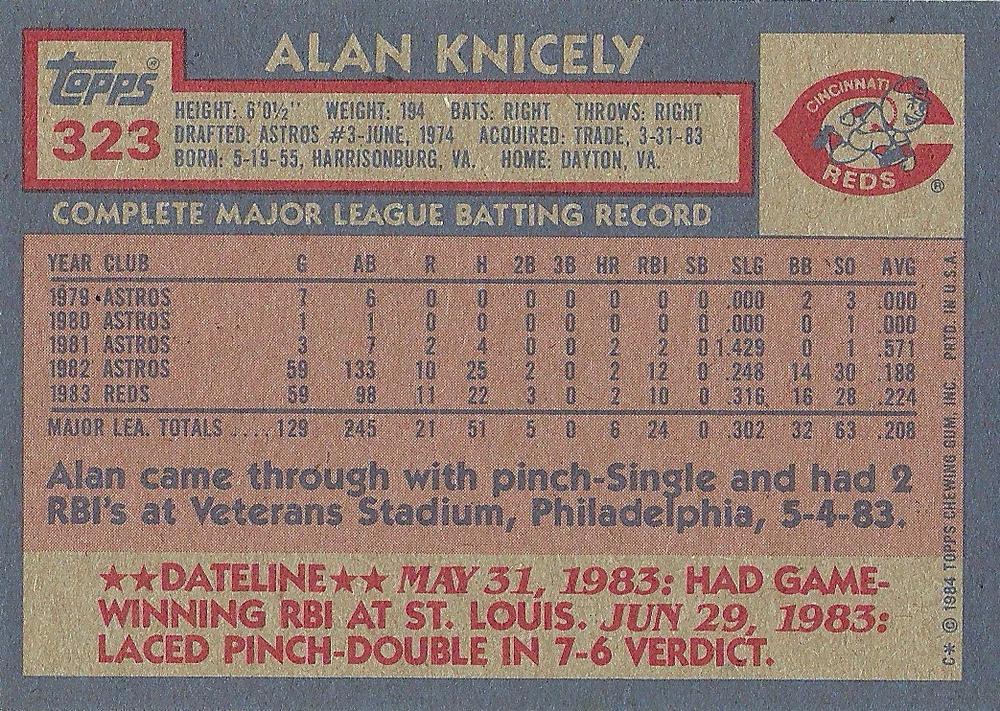 ALAN KNICELY
Topps®
323
HEIGHT: 6'0½" WEIGHT: 194 BATS: RIGHT THROWS: RIGHT
DRAFTED: ASTROS #3-JUNE, 1974 ACQUIRED: TRADE, 3-31-83
BORN: 5-19-55, HARRISONBURG, VA. HOME: DAYTON, VA.
CINCINNATI
REDS
®
COMPLETE MAJOR LEAGUE BATTING RECORD
YEAR CLUB G AB R H 2B 3B HR RBI SB SLG BB SO AVG
1979 ASTROS 7 6 0 0 0 0 0 0 0 .000 2 3 .000
1980 ASTROS 1 1 0 0 0 0 0 0 0 .000 0 1 .000
1981 ASTROS 3 7 2 4 0 0 2 2 0 1.429 0 1 .571
1982 ASTROS 59 133 10 25 2 0 2 12 0 .248 14 30 .188
1983 REDS 59 98 11 22 3 0 2 10 0 .316 16 28 .224
MAJOR LEA. TOTALS .... 129 245 21 51 5 0 6 24 0 .302 32 63 .208
Alan came through with pinch-Single and had 2
RBI's at Veterans Stadium, Philadelphia, 5-4-83.
★★DATELINE★★ MAY 31, 1983: HAD GAME-
WINNING RBI AT ST. LOUIS. JUN 29, 1983:
LACED PINCH-DOUBLE IN 7-6 VERDICT.
C* © 1984 TOPPS CHEWING GUM, INC. PRTD. IN U.S.A.